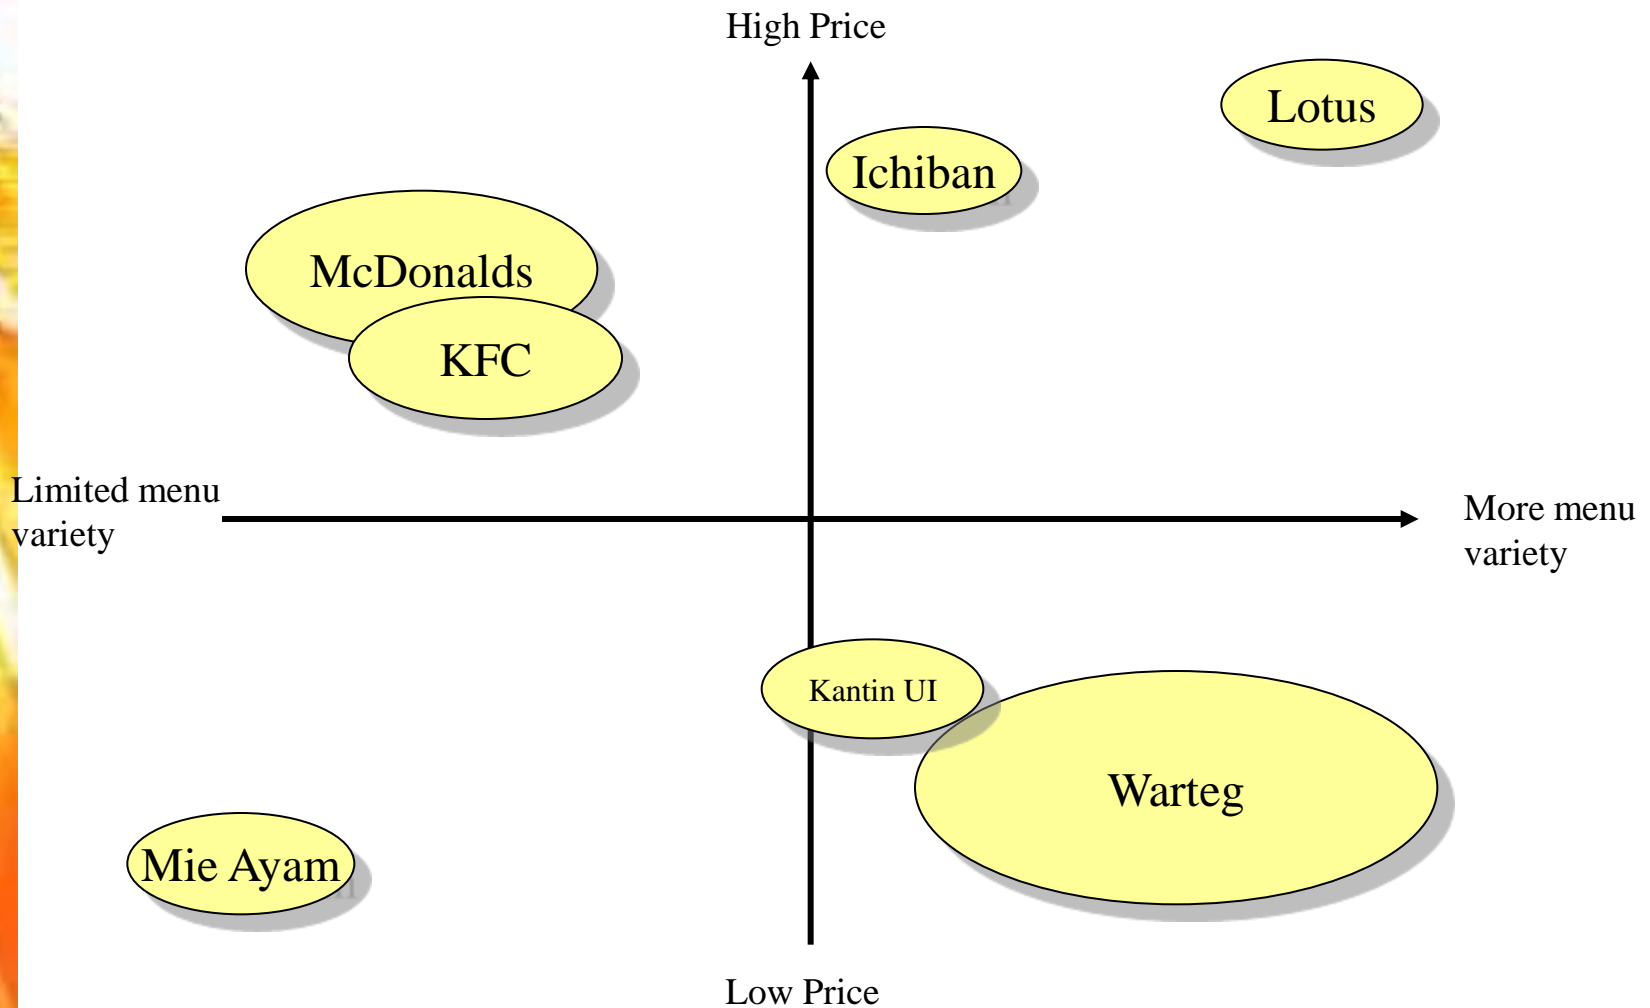 High Price
Lotus
Ichiban
McDonalds
KFC
Limited menu
variety
More menu
variety
Kantin UI
Warteg
Mie Ayam
Low Price